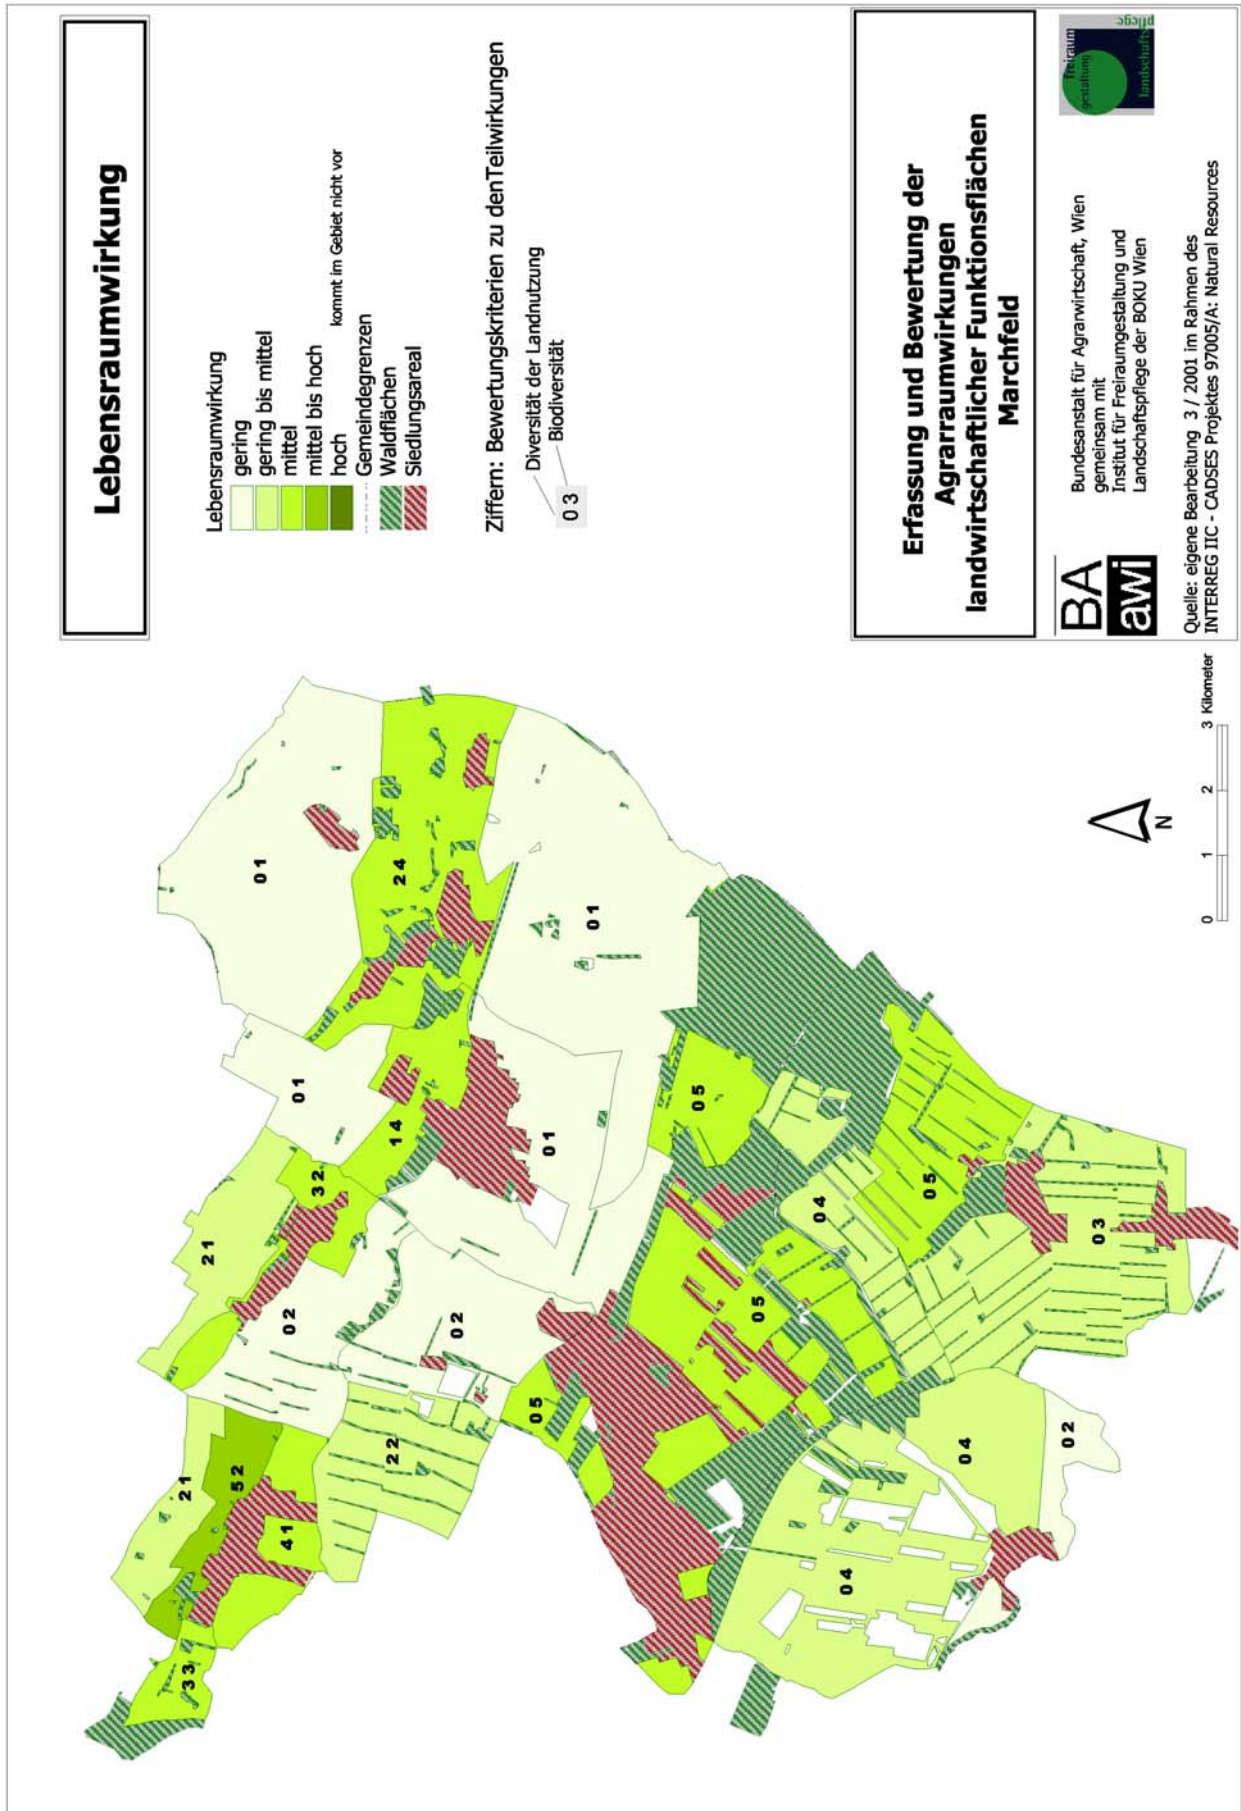 Lebensraumwirkung
Lebensraumwirkung
gering
gering bis mittel
mittel
mittel bis hoch
hoch
kommt im Gebiet nicht vor
Gemeindegrenzen
Waldflächen
Siedlungsareal
Ziffern: Bewertungskriterien zu denTeilwirkungen
Diversität der Landnutzung
Biodiversität
0 3
Erfassung und Bewertung der
Agrarraumwirkungen
landwirtschaftlicher Funktionsflächen
Marchfeld
BA
awi
Bundesanstalt für Agrarwirtschaft, Wien
gemeinsam mit
Institut für Freiraumgestaltung und
Landschaftspflege der BOKU Wien
freiraum
gestaltung
landschafts
pflege
Quelle: eigene Bearbeitung 3 / 2001 im Rahmen des
INTERREG IIC - CADSES Projektes 97005/A: Natural Resources
3 3
2 1
5 2
4 1
2 2
2 1
0 2
3 2
0 2
0 1
1 4
0 1
0 1
2 4
0 1
0 5
0 5
0 5
0 4
0 5
0 3
0 4
0 4
0 2
N
0 1 2 3 Kilometer